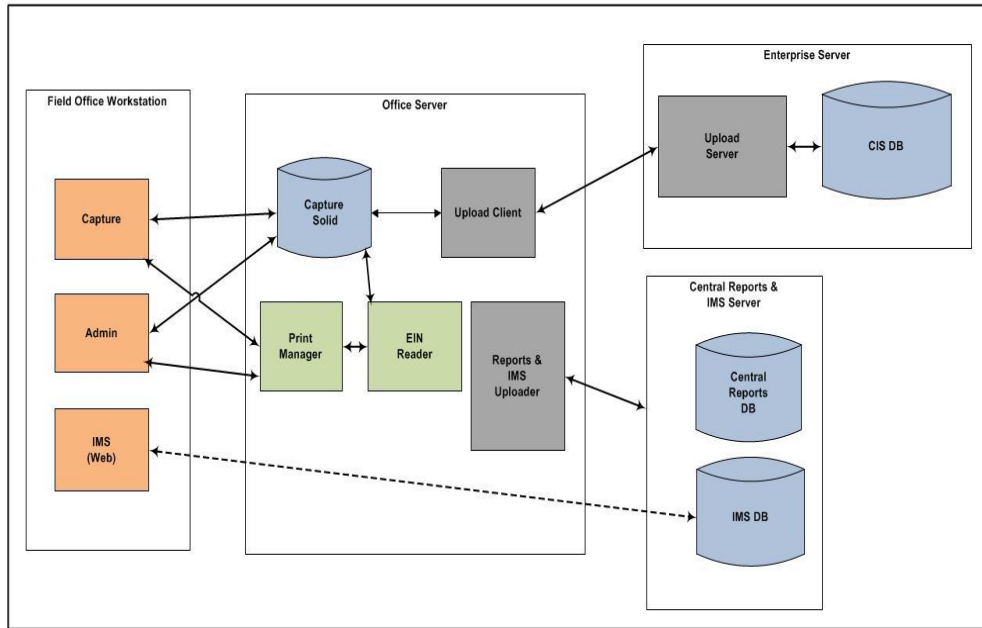 Field Office Workstation
Capture
Admin
IMS
(Web)
Office Server
Capture
Solid
Upload Client
Print
Manager
EIN
Reader
Reports &
IMS
Uploader
Enterprise Server
Upload
Server
CIS DB
Central Reports &
IMS Server
Central
Reports
DB
IMS DB